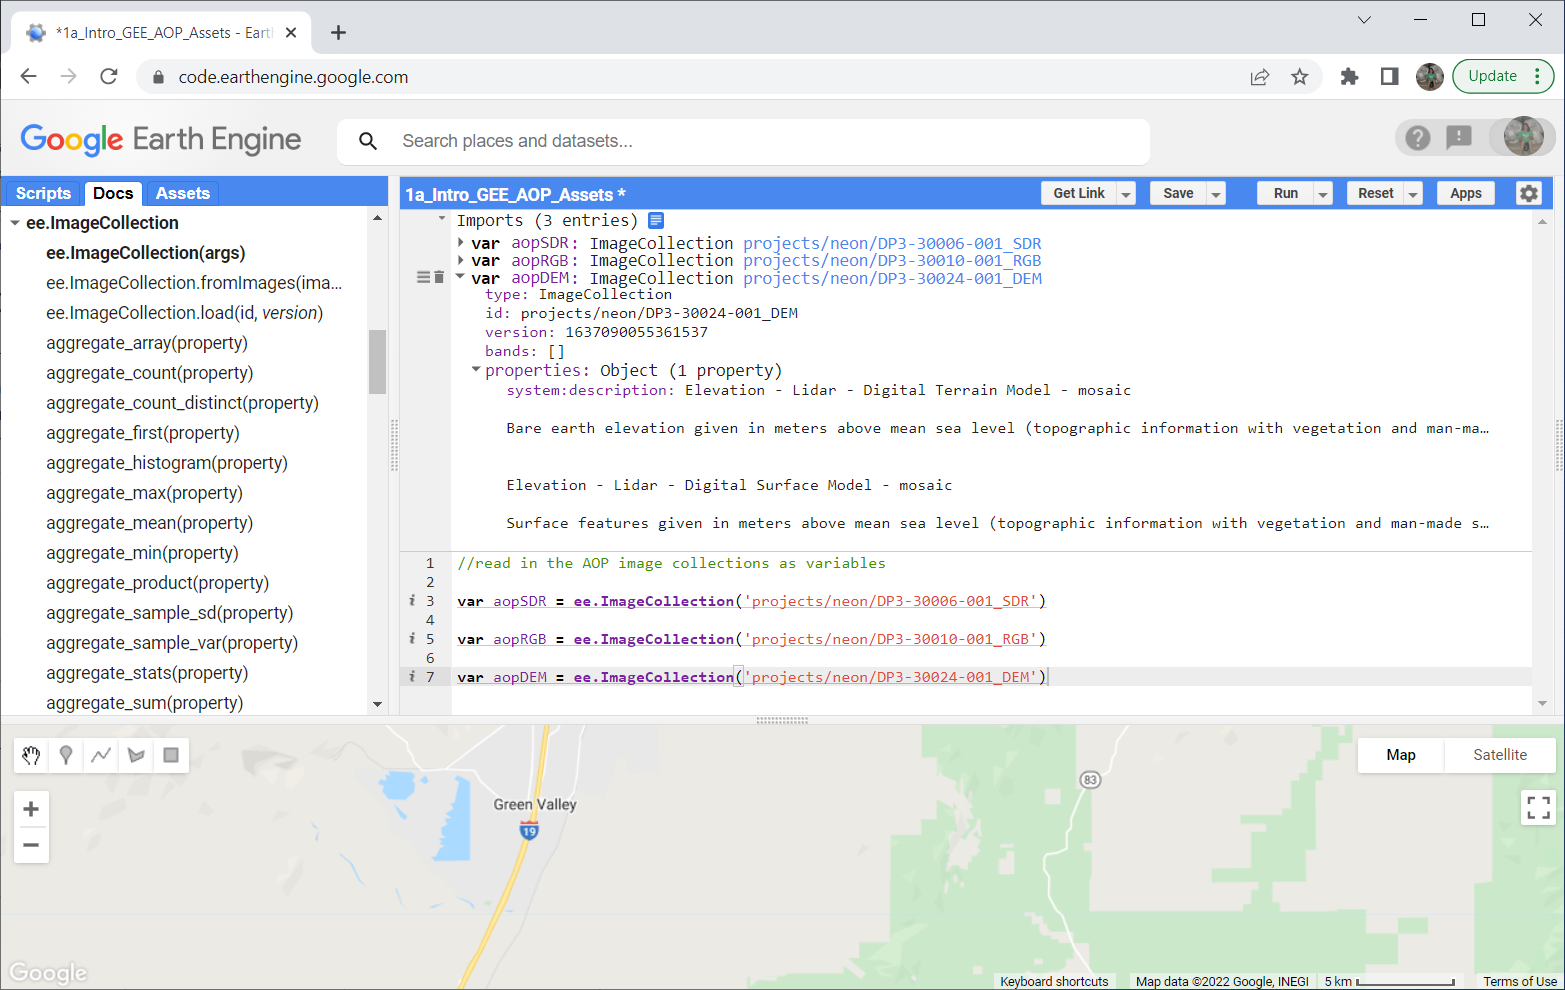 *1a_Intro_GEE_AOP_Assets - Eart
code.earthengine.google.com
Update
Google Earth Engine
Search places and datasets...
Scripts Docs Assets
ee.ImageCollection
ee.ImageCollection(args)
ee.ImageCollection.fromImages(ima...
ee.ImageCollection.load(id, version)
aggregate_array(property)
aggregate_count(property)
aggregate_count_distinct(property)
aggregate_first(property)
aggregate_histogram(property)
aggregate_max(property)
aggregate_mean(property)
aggregate_min(property)
aggregate_product(property)
aggregate_sample_sd(property)
aggregate_sample_var(property)
aggregate_stats(property)
aggregate_sum(property)
1a_Intro_GEE_AOP_Assets *
Get Link Save Run Reset Apps
Imports (3 entries)
var aopSDR: ImageCollection projects/neon/DP3-30006-001_SDR
var aopRGB: ImageCollection projects/neon/DP3-30010-001_RGB
var aopDEM: ImageCollection projects/neon/DP3-30024-001_DEM
type: ImageCollection
id: projects/neon/DP3-30024-001_DEM
version: 1637090055361537
bands: []
properties: Object (1 property)
system:description: Elevation - Lidar - Digital Terrain Model - mosaic
Bare earth elevation given in meters above mean sea level (topographic information with vegetation and man-ma…
Elevation - Lidar - Digital Surface Model - mosaic
Surface features given in meters above mean sea level (topographic information with vegetation and man-made s…
1 //read in the AOP image collections as variables
2
i 3 var aopSDR = ee.ImageCollection('projects/neon/DP3-30006-001_SDR')
4
i 5 var aopRGB = ee.ImageCollection('projects/neon/DP3-30010-001_RGB')
6
i 7 var aopDEM = ee.ImageCollection('projects/neon/DP3-30024-001_DEM')
Map Satellite
83
Green Valley
19
Google
Keyboard shortcuts Map data ©2022 Google, INEGI 5 km Terms of Use